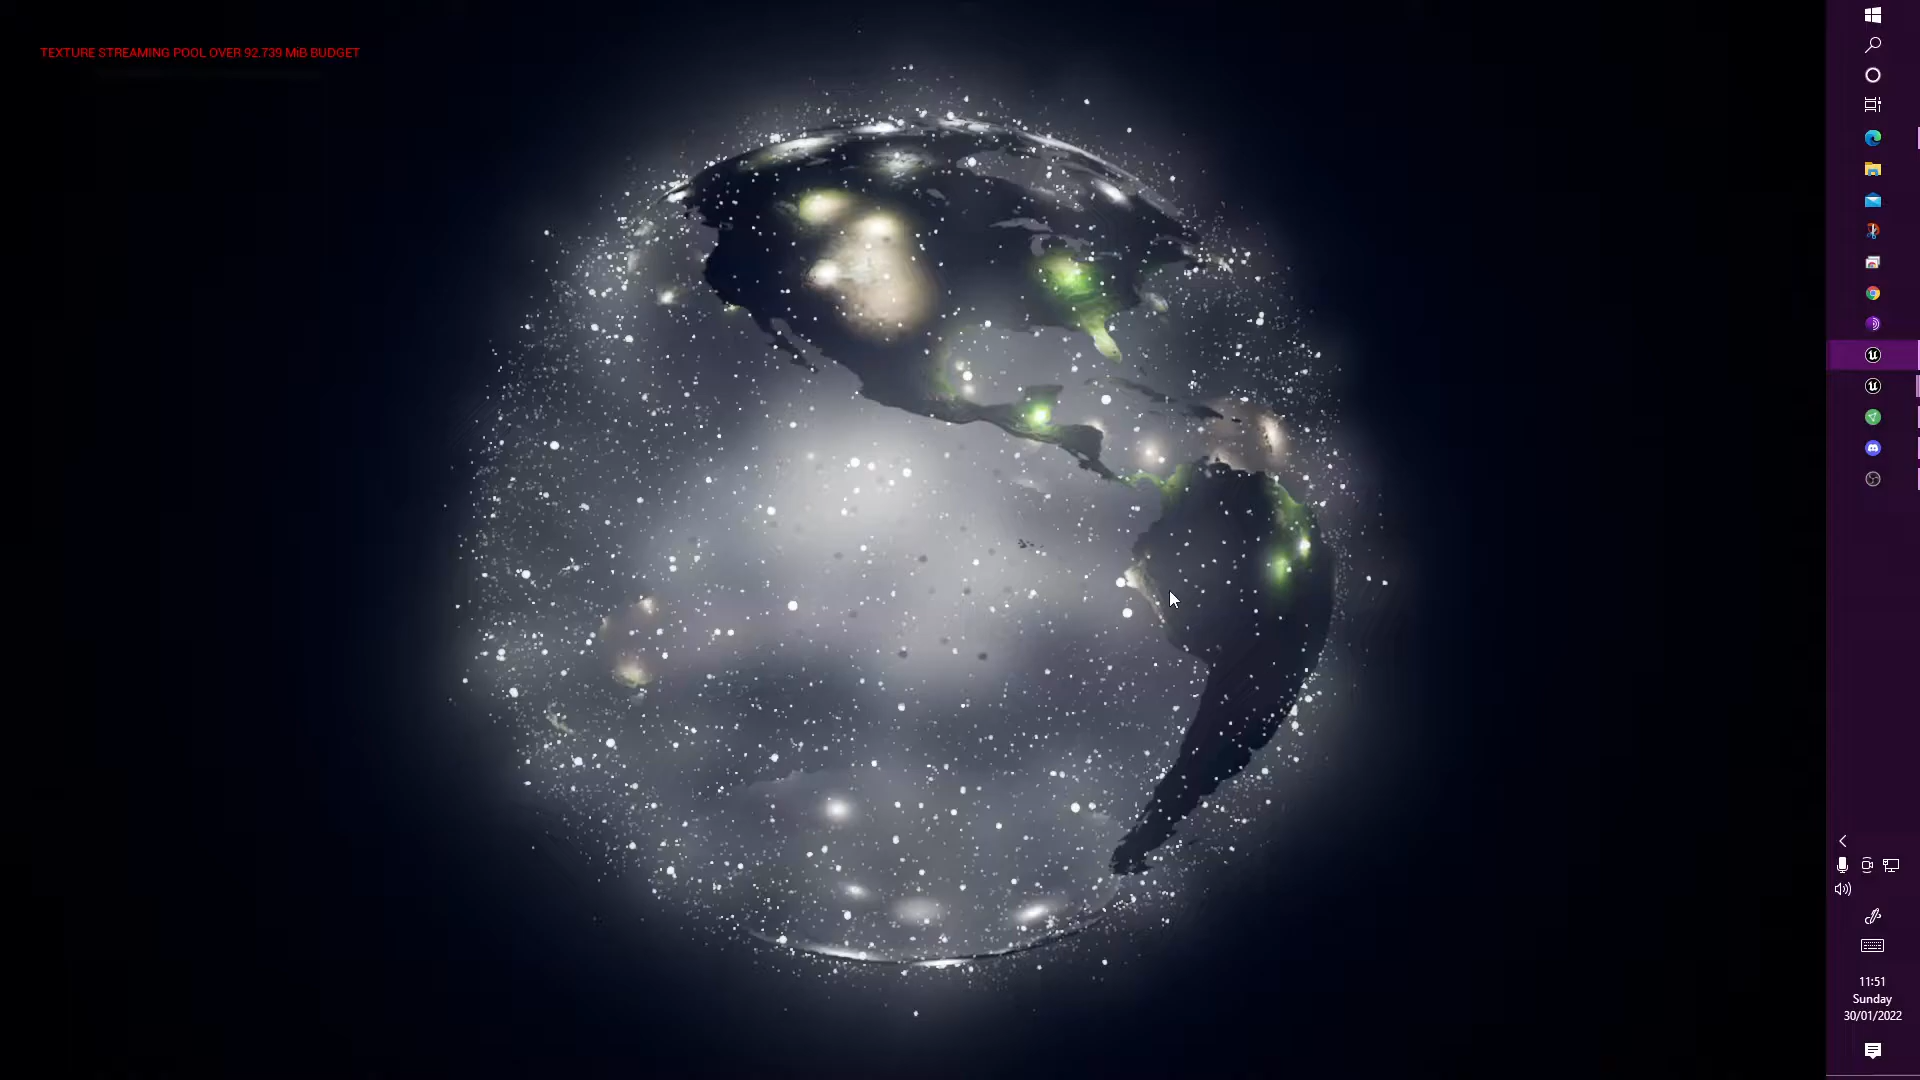 TEXTURE STREAMING POOL OVER 92.739 MiB BUDGET
11:51
Sunday
30/01/2022